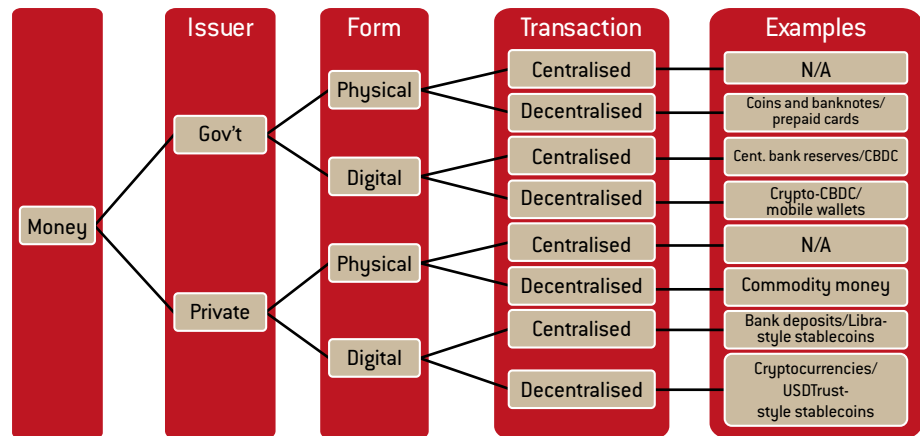 Issuer
Form
Transaction
Examples
Money
Gov't
Private
Physical
Digital
Physical
Digital
Centralised
Decentralised
Centralised
Decentralised
Centralised
Decentralised
Centralised
Decentralised
N/A
Coins and banknotes/
prepaid cards
Cent. bank reserves/CBDC
Crypto-CBDC/
mobile wallets
N/A
Commodity money
Bank deposits/Libra-
style stablecoins
Cryptocurrencies/
USDTrust-
style stablecoins